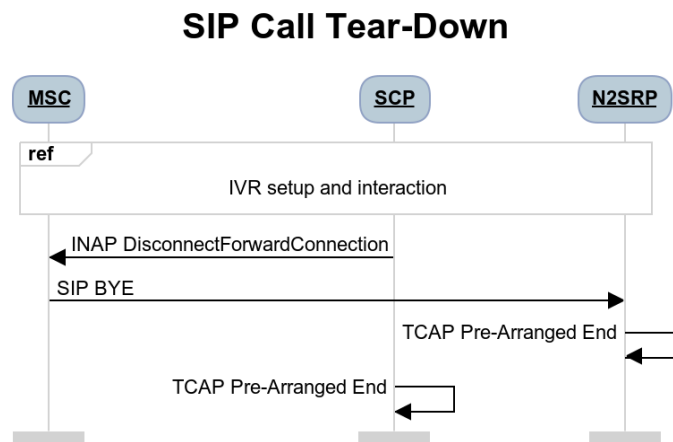 SIP Call Tear-Down
MSC
SCP
N2SRP
ref
IVR setup and interaction
INAP DisconnectForwardConnection
SIP BYE
TCAP Pre-Arranged End
TCAP Pre-Arranged End